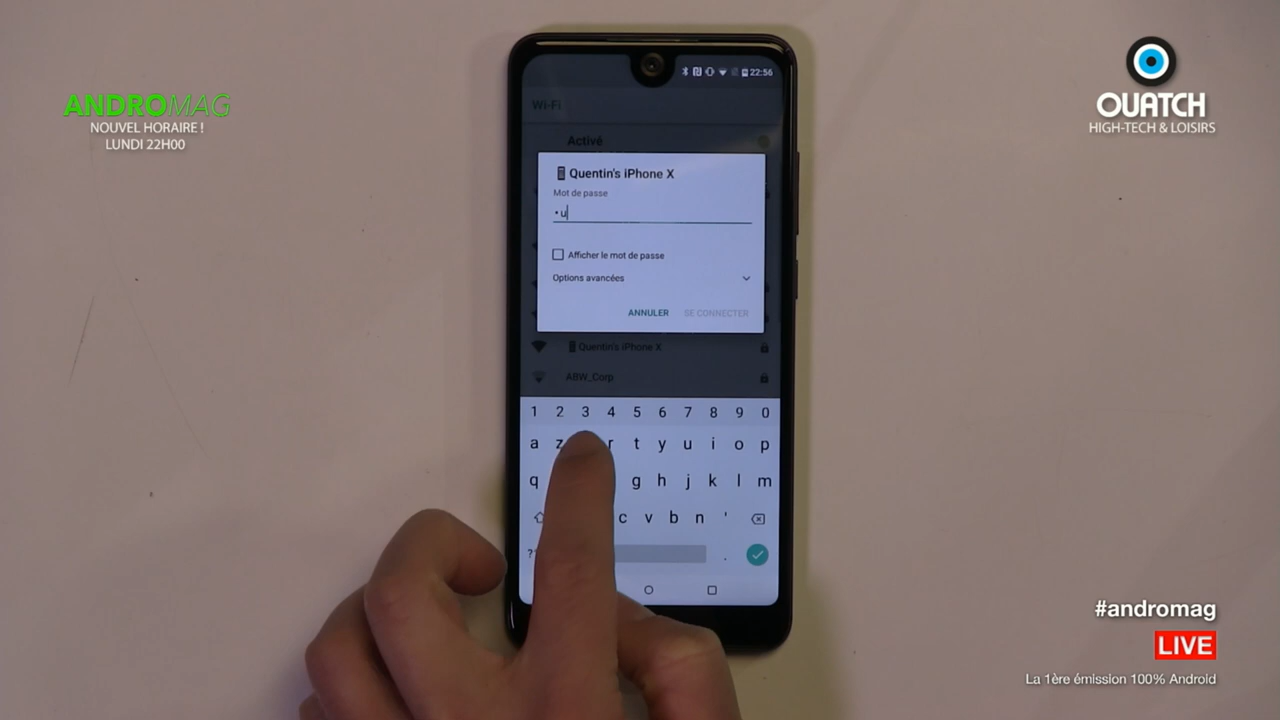 ANDROMAG
NOUVEL HORAIRE !
LUNDI 22H00
OUATCH
HIGH-TECH & LOISIRS
22:56
Wi-Fi
Activé
Quentin's iPhone X
Mot de passe
• u
Afficher le mot de passe
Options avancées
ANNULER SE CONNECTER
Quentin's iPhone X
ABW_Corp
1 2 3 4 5 6 7 8 9 0
a z r t y u i o p
q g h j k l m
c v b n '
.
#andromag
LIVE
La 1ère émission 100% Android